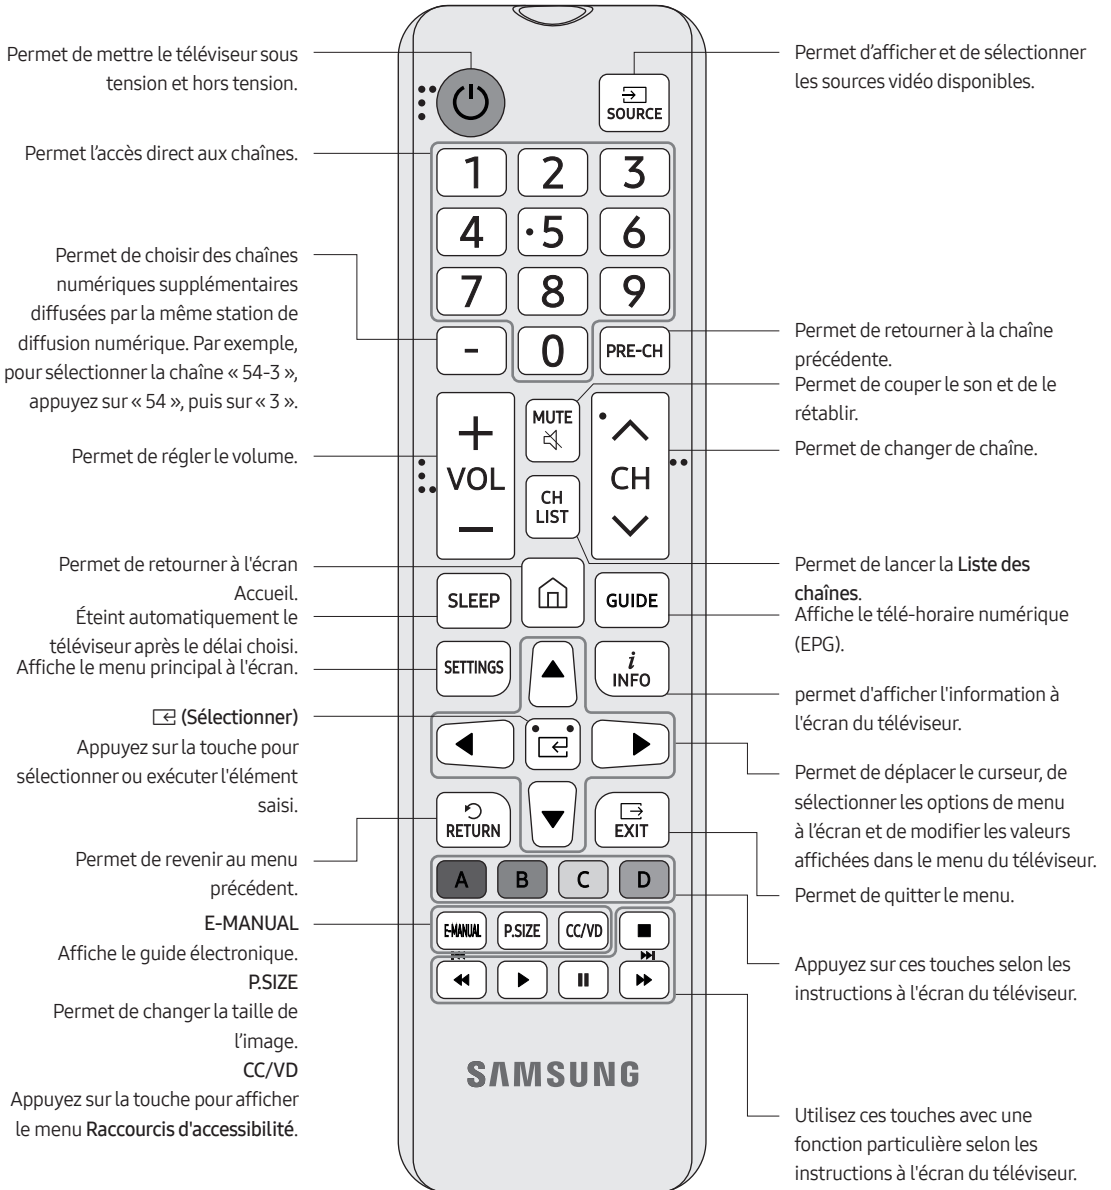 Permet de mettre le téléviseur sous
tension et hors tension.
Permet l’accès direct aux chaînes.
Permet de choisir des chaînes
numériques supplémentaires
diffusées par la même station de
diffusion numérique. Par exemple,
pour sélectionner la chaîne « 54-3 »,
appuyez sur « 54 », puis sur « 3 ».
Permet de régler le volume.
Permet de retourner à l'écran
Accueil.
Éteint automatiquement le
téléviseur après le délai choisi.
Affiche le menu principal à l'écran.
(Sélectionner)
Appuyez sur la touche pour
sélectionner ou exécuter l'élément
saisi.
Permet de revenir au menu
précédent.
E-MANUAL
Affiche le guide électronique.
P.SIZE
Permet de changer la taille de
l’image.
CC/VD
Appuyez sur la touche pour afficher
le menu Raccourcis d'accessibilité.
SOURCE
1 2 3
4 5 6
7 8 9
- 0 PRE-CH
+
VOL
—
MUTE
CH
LIST
CH
SLEEP
GUIDE
SETTINGS
i
INFO
RETURN
EXIT
A B C D
E-MANUAL P.SIZE CC/VD
SAMSUNG
Permet d’afficher et de sélectionner
les sources vidéo disponibles.
Permet de retourner à la chaîne
précédente.
Permet de couper le son et de le
rétablir.
Permet de changer de chaîne.
Permet de lancer la Liste des
chaînes.
Affiche le télé-horaire numérique
(EPG).
permet d'afficher l'information à
l'écran du téléviseur.
Permet de déplacer le curseur, de
sélectionner les options de menu
à l’écran et de modifier les valeurs
affichées dans le menu du téléviseur.
Permet de quitter le menu.
Appuyez sur ces touches selon les
instructions à l'écran du téléviseur.
Utilisez ces touches avec une
fonction particulière selon les
instructions à l'écran du téléviseur.